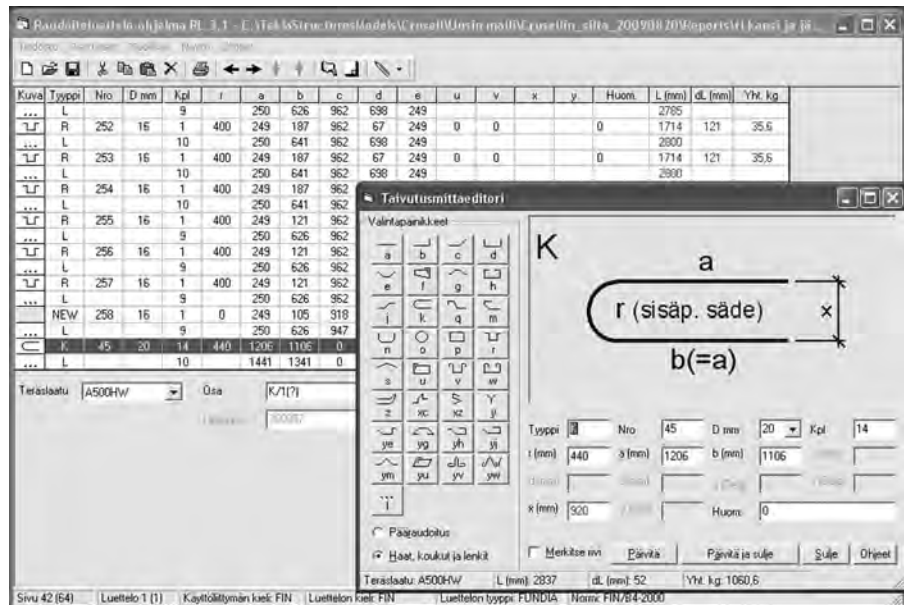 Raudoiteluettelo-ohjelma RL 3.1 -
Kuva Tyyppi Nro D mm Kpl r a b c d e u v x y Huom. L (mm) dL (mm) Yht. kg
... L 9 250 626 962 698 249 2785
R 252 16 1 400 249 187 962 67 249 0 0 0 1714 121 35,6
... L 10 250 641 962 698 249 2800
R 253 16 1 400 249 187 962 67 249 0 0 0 1714 121 35,6
... L 10 250 641 962 698 249 2800
R 254 16 1 400 249 187 962
... L 10 250 641 962
R 255 16 1 400 249 121 962
... L 9 250 626 962
R 256 16 1 400 249 121 962
... L 9 250 626 962
R 257 16 1 400 249 121 962
... L 9 250 626 962
NEW 258 16 1 0 249 105 918
... L 9 250 626 947
K 45 20 14 440 1206 1106 0
... L 10 1441 1341 0
Teräslaatu A500HW Osa K/1(?)
Taivutusmittaeditori
Valintapainikkeet
a b c d
e f g h
j k q m
n o p r
s u v w
z xc xz y
ye yg yh yj
ym yu yv yw
i
Pääraudoitus
Haat, koukut ja lenkit
K
a
r (sisäp. säde)
x
b(=a)
Tyyppi Nro 45 D mm 20 Kpl 14
r (mm) 440 a (mm) 1206 b (mm) 1106
x (mm) 920 Huom. 0
Merkitse rivi Päivitä Päivitä ja sulje Sulje Ohjeet
Teräslaatu: A500HW L (mm): 2837 dL (mm): 52 Yht. kg: 1060,6
Sivu 42 (64) Luettelo 1 (1) Käyttöliittymän kieli: FIN Luettelon kieli: FIN Luettelon tyyppi: FUNDIA Normi: FIN/B4-2000